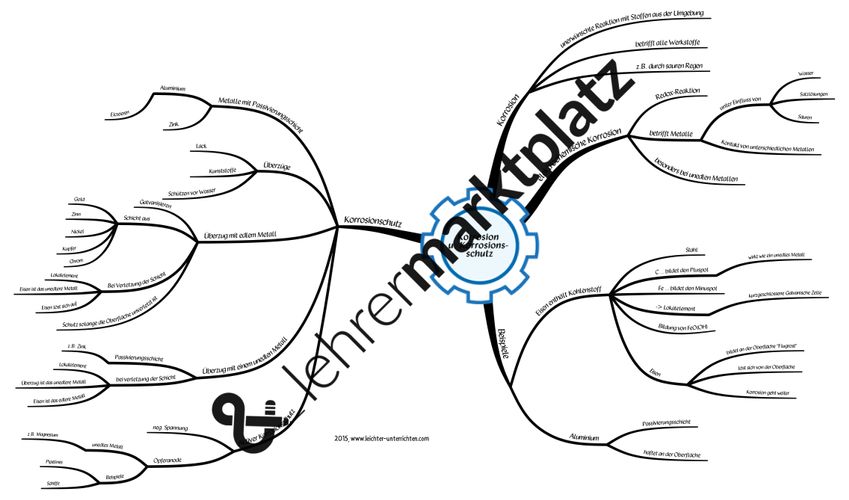 Korrosion
und Korrosions-
schutz
Korrosion
unerwünschte Reaktion mit Stoffen aus der Umgebung
betrifft alle Werkstoffe
z.B. durch sauren Regen
elektrochemische Korrosion
Redox-Reaktion
betrifft Metalle
unter Einfluss von
Wasser
Salzlösungen
Säuren
Kontakt von unterschiedlichen Metallen
besonders bei unedlen Metallen
Beispiele
Eisen enthält Kohlenstoff
Stahl
C ... bildet den Pluspol
wirkt wie ein unedles Metall
Fe ... bildet den Minuspol
-> Lokalelement
kurzgeschlossene Galvanische Zelle
Bildung von FeO(OH)
Eisen
bildet an der Oberfläche "Flugrost"
löst sich von der Oberfläche
Korrosion geht weiter
Aluminium
Passivierungsschicht
haftet an der Oberfläche
Korrosionschutz
Metalle mit Passivierungsschicht
Aluminium
Eloxieren
Zink
Überzüge
Lack
Kunststoffe
Schützen vor Wasser
Überzug mit edlem Metall
Galvanisieren
Schicht aus
Gold
Zinn
Nickel
Kupfer
Chrom
Bei Verletzung der Schicht
Lokalelement
Eisen ist das unedlere Metall
Eisen löst sich auf
Schutz solange die Oberfläche unverletzt ist
Überzug mit einem unedlen Metall
Passivierungsschicht
z.B. Zink
bei Verletzung der Schicht
Lokalelement
Überzug ist das unedlere Metall
Eisen ist das edlere Metall
neg. Spannung
Opferanode
unedles Metall
z.B. Magnesium
Beispiele
Pipelines
Schiffe
2015, www.leichter-unterrichten.com
lehrermarktplatz